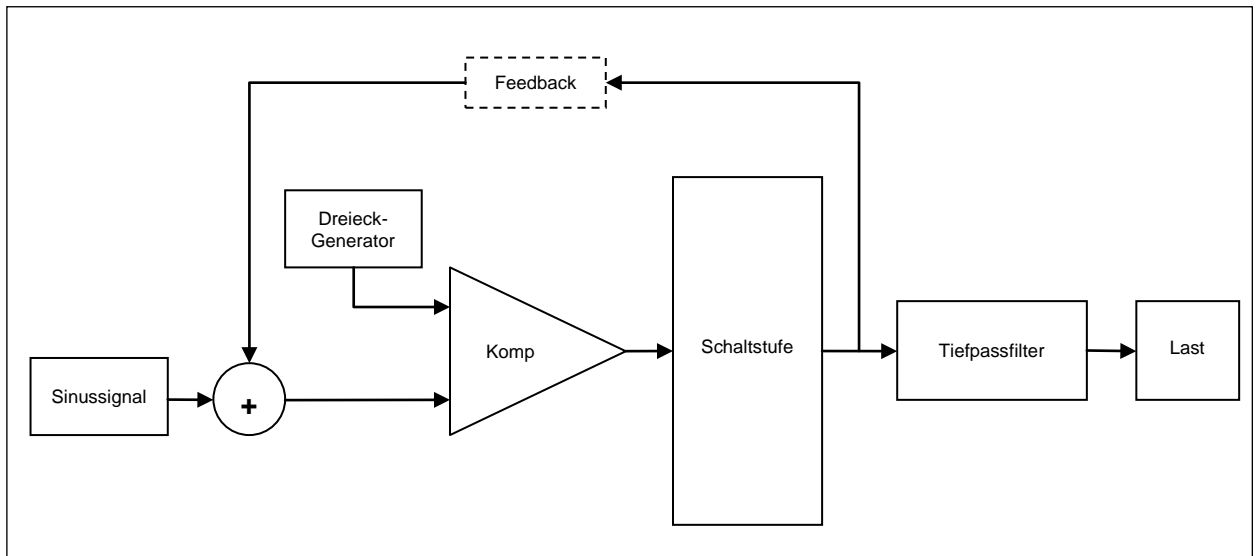 Feedback
Dreieck-
Generator
Komp
Schaltstufe
Tiefpassfilter
Last
Sinussignal
+